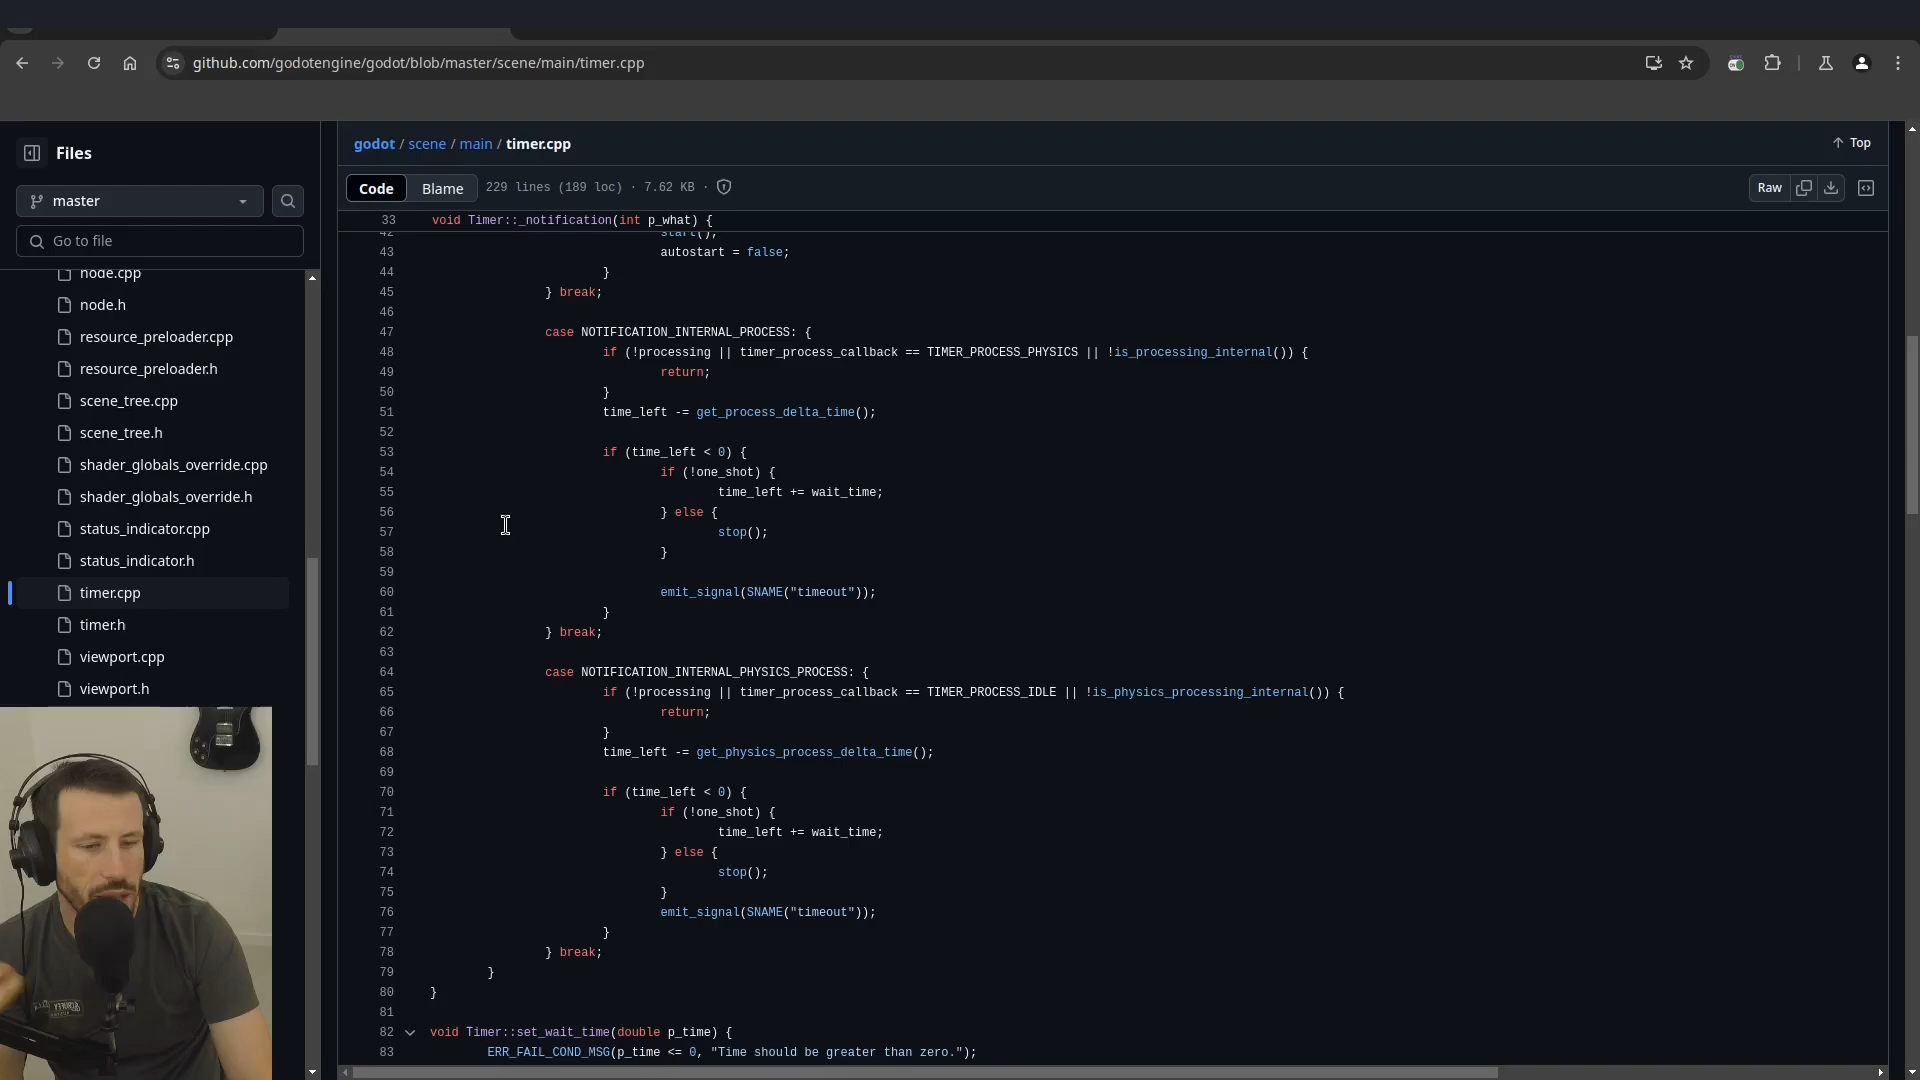 github.com/godotengine/godot/blob/master/scene/main/timer.cpp
Files
master
Go to file
node.cpp
node.h
resource_preloader.cpp
resource_preloader.h
scene_tree.cpp
scene_tree.h
shader_globals_override.cpp
shader_globals_override.h
status_indicator.cpp
status_indicator.h
timer.cpp
timer.h
viewport.cpp
viewport.h
godot / scene / main / timer.cpp
Top
Code Blame 229 lines (189 loc) · 7.62 KB ·
Raw
33 void Timer::_notification(int p_what) {
42 start();
43 autostart = false;
44 }
45 } break;
46
47 case NOTIFICATION_INTERNAL_PROCESS: {
48 if (!processing || timer_process_callback == TIMER_PROCESS_PHYSICS || !is_processing_internal()) {
49 return;
50 }
51 time_left -= get_process_delta_time();
52
53 if (time_left < 0) {
54 if (!one_shot) {
55 time_left += wait_time;
56 } else {
57 stop();
58 }
59
60 emit_signal(SNAME("timeout"));
61 }
62 } break;
63
64 case NOTIFICATION_INTERNAL_PHYSICS_PROCESS: {
65 if (!processing || timer_process_callback == TIMER_PROCESS_IDLE || !is_physics_processing_internal()) {
66 return;
67 }
68 time_left -= get_physics_process_delta_time();
69
70 if (time_left < 0) {
71 if (!one_shot) {
72 time_left += wait_time;
73 } else {
74 stop();
75 }
76 emit_signal(SNAME("timeout"));
77 }
78 } break;
79 }
80 }
81
82 void Timer::set_wait_time(double p_time) {
83 ERR_FAIL_COND_MSG(p_time <= 0, "Time should be greater than zero.");